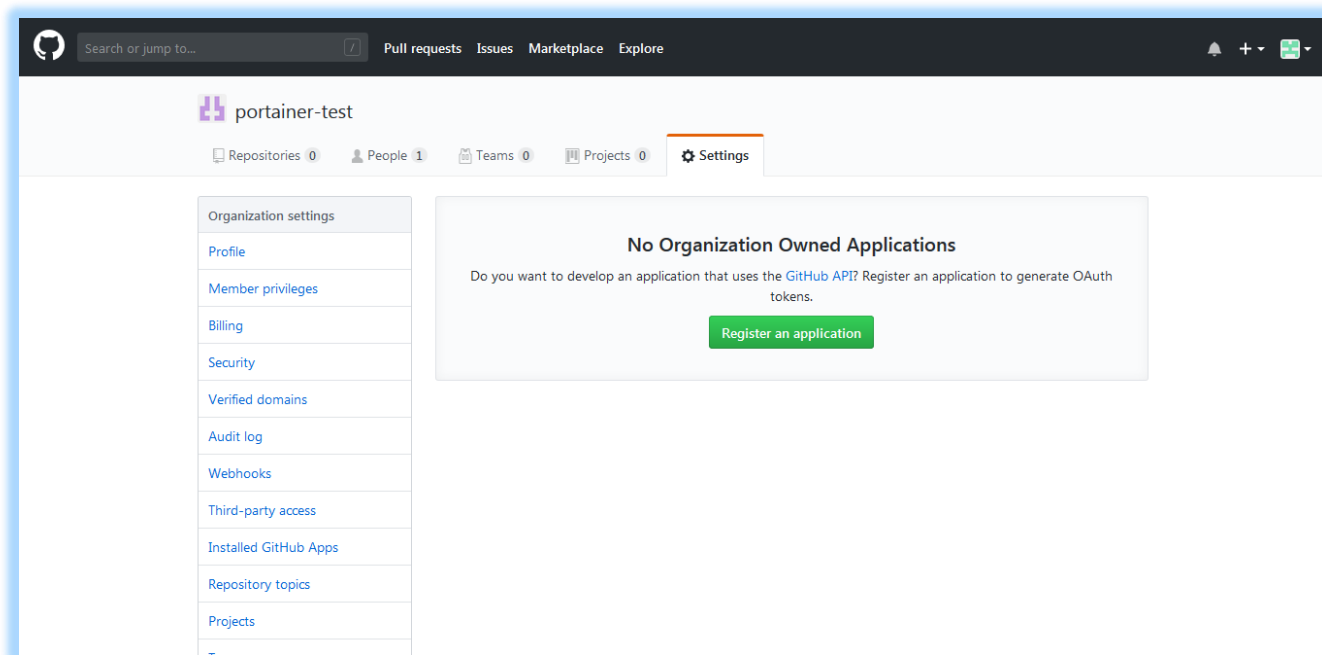 Search or jump to... /
Pull requests Issues Marketplace Explore
portainer-test
Repositories 0 People 1 Teams 0 Projects 0 Settings
Organization settings
Profile
Member privileges
Billing
Security
Verified domains
Audit log
Webhooks
Third-party access
Installed GitHub Apps
Repository topics
Projects
No Organization Owned Applications
Do you want to develop an application that uses the GitHub API? Register an application to generate OAuth
tokens.
Register an application